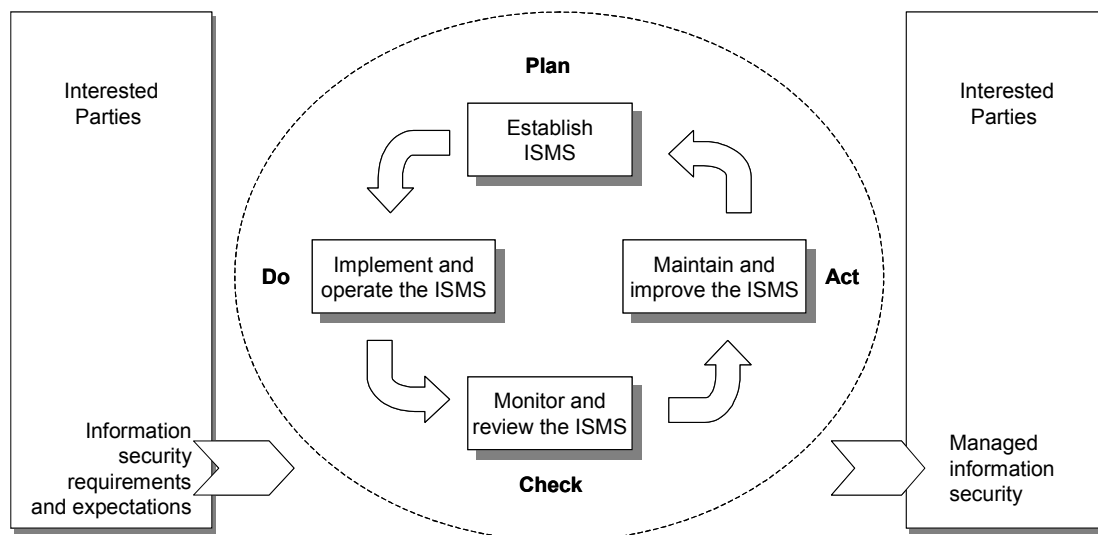 Interested
Parties
Information
security
requirements
and expectations
Plan
Establish
ISMS
Do
Implement and
operate the ISMS
Maintain and
improve the ISMS
Act
Monitor and
review the ISMS
Check
Interested
Parties
Managed
information
security